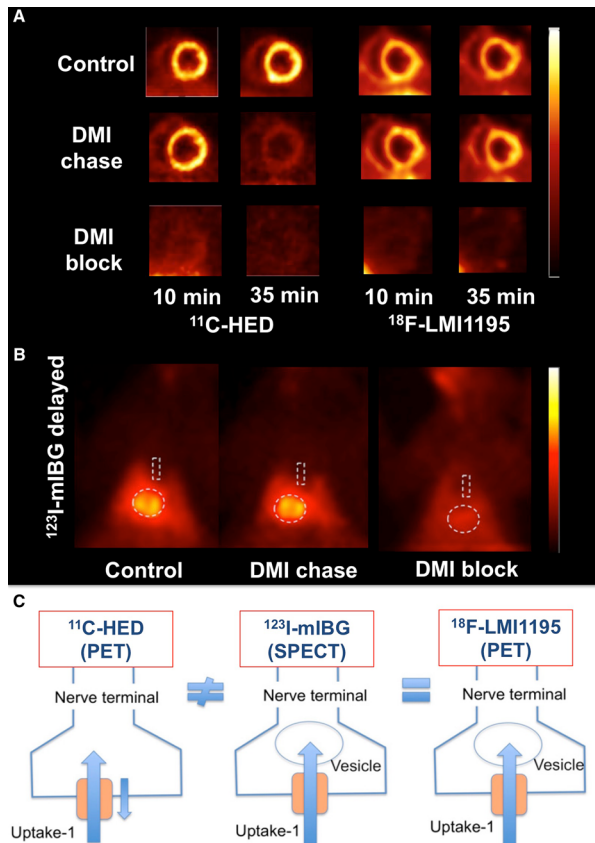 A
Control
DMI
chase
DMI
block
10 min 35 min 10 min 35 min
¹¹C-HED ¹⁸F-LMI1195
B
¹²³I-mIBG delayed
Control DMI chase DMI block
C
¹¹C-HED
(PET)
¹²³I-mIBG
(SPECT)
¹⁸F-LMI1195
(PET)
Nerve terminal Nerve terminal Nerve terminal
Vesicle Vesicle
Uptake-1 Uptake-1 Uptake-1